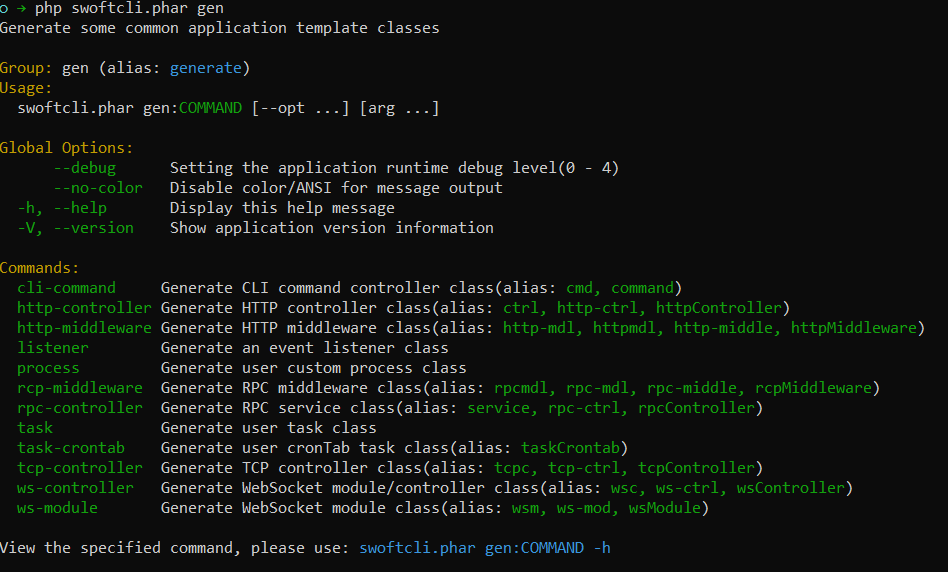 o → php swoftcli.phar gen
Generate some common application template classes
Group: gen (alias: generate)
Usage:
  swoftcli.phar gen:COMMAND [--opt ...] [arg ...]
Global Options:
      --debug      Setting the application runtime debug level(0 - 4)
      --no-color   Disable color/ANSI for message output
  -h, --help       Display this help message
  -V, --version    Show application version information
Commands:
  cli-command     Generate CLI command controller class(alias: cmd, command)
  http-controller Generate HTTP controller class(alias: ctrl, http-ctrl, httpController)
  http-middleware Generate HTTP middleware class(alias: http-mdl, httpmdl, http-middle, httpMiddleware)
  listener        Generate an event listener class
  process         Generate user custom process class
  rcp-middleware  Generate RPC middleware class(alias: rpcmdl, rpc-mdl, rpc-middle, rcpMiddleware)
  rpc-controller  Generate RPC service class(alias: service, rpc-ctrl, rpcController)
  task            Generate user task class
  task-crontab    Generate user cronTab task class(alias: taskCrontab)
  tcp-controller  Generate TCP controller class(alias: tcpc, tcp-ctrl, tcpController)
  ws-controller   Generate WebSocket module/controller class(alias: wsc, ws-ctrl, wsController)
  ws-module       Generate WebSocket module class(alias: wsm, ws-mod, wsModule)
View the specified command, please use: swoftcli.phar gen:COMMAND -h